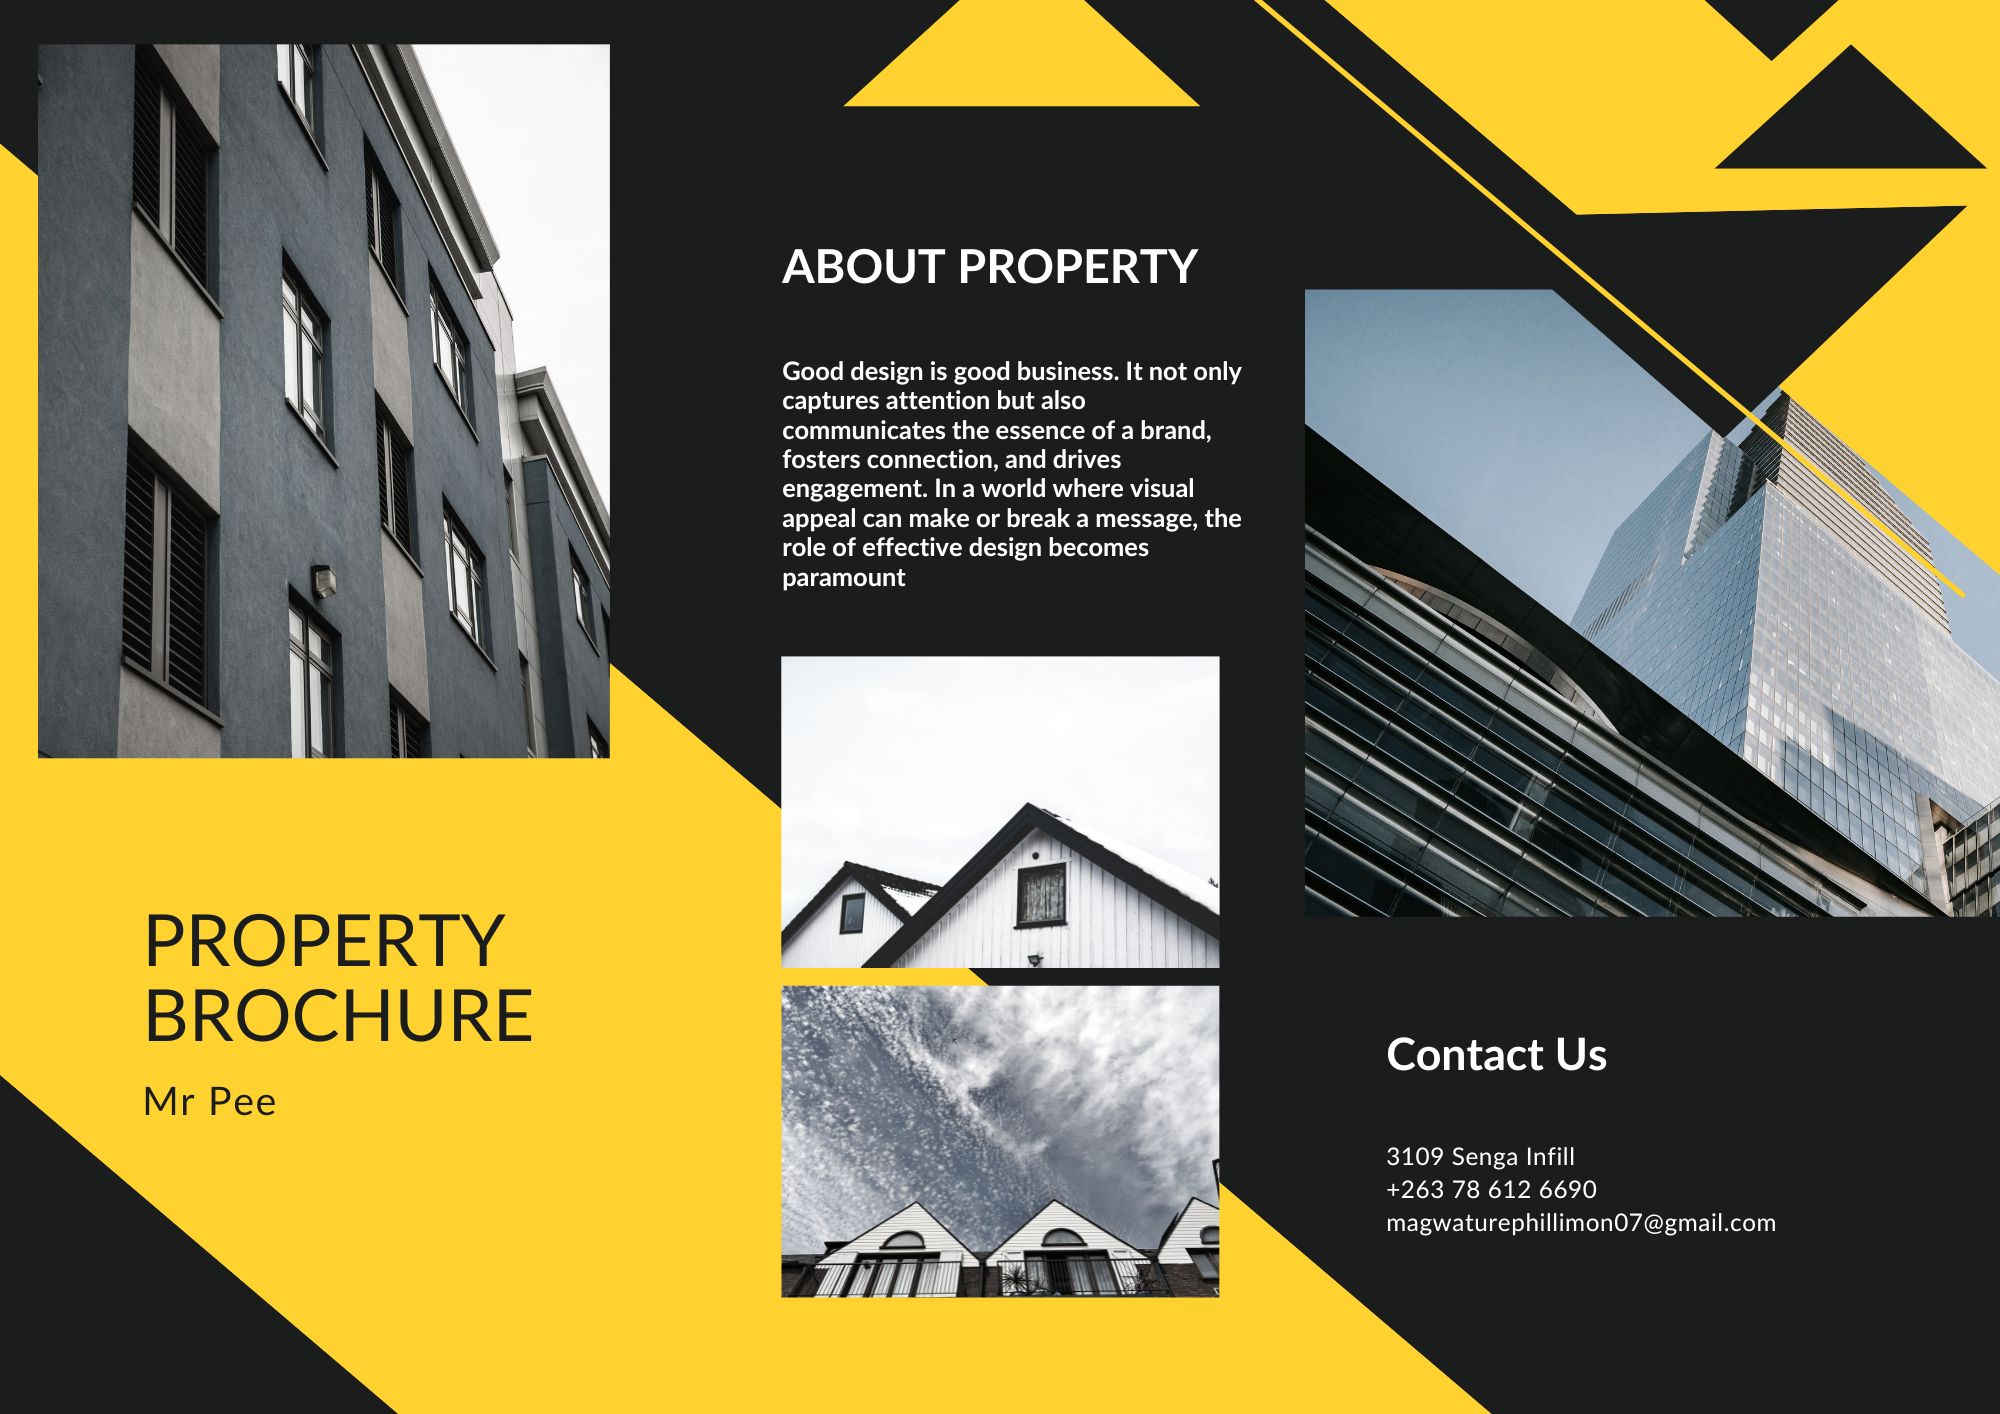 PROPERTY
BROCHURE
Mr Pee
ABOUT PROPERTY
Good design is good business. It not only
captures attention but also
communicates the essence of a brand,
fosters connection, and drives
engagement. In a world where visual
appeal can make or break a message, the
role of effective design becomes
paramount
Contact Us
3109 Senga Infill
+263 78 612 6690
magwaturephillimon07@gmail.com